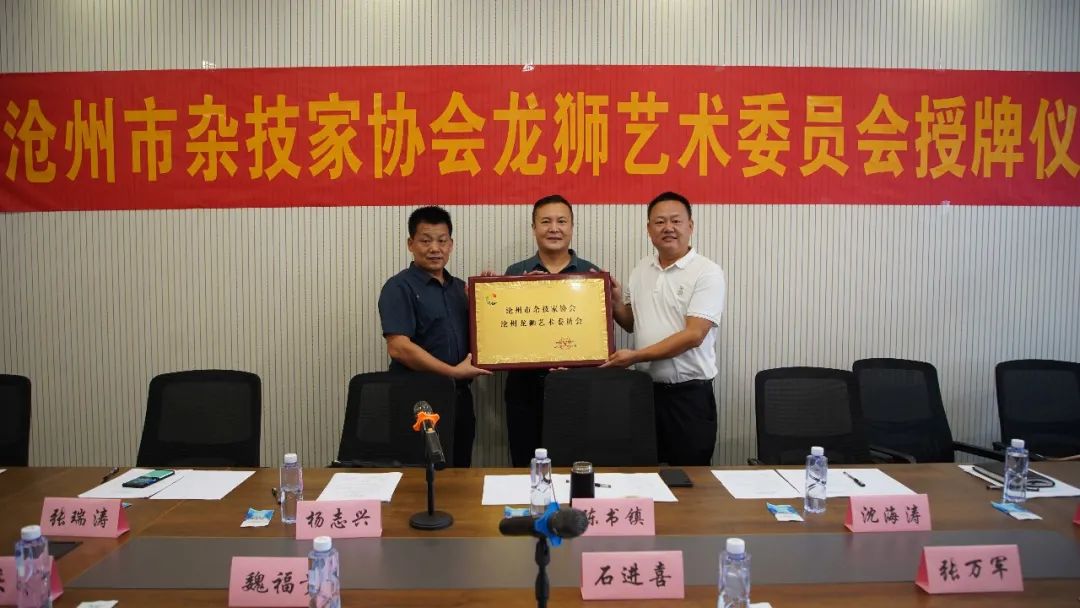 沧州市杂技家协会龙狮艺术委员会授牌仪
沧州市杂技家协会
沧州龙狮艺术委员会
张瑞涛
杨志兴
陈书镇
沈海涛
魏福
石进喜
张万军